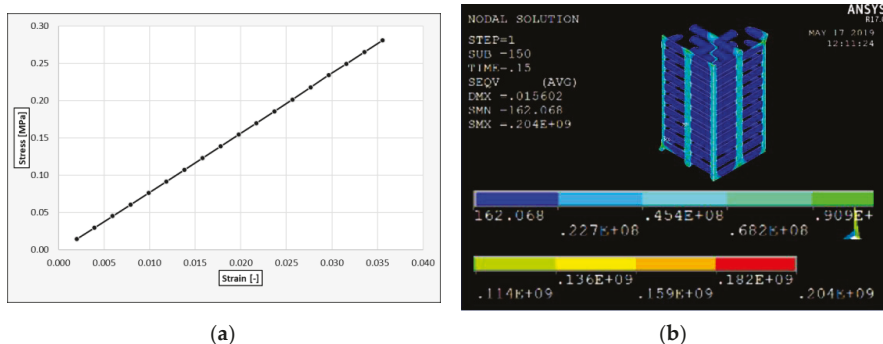 0.30
0.25
0.20
0.15
0.10
0.05
0.00
Stress [MPa]
0.000 0.005 0.010 0.015 0.020 0.025 0.030 0.035 0.040
Strain [-]
(a)
NODAL SOLUTION
STEP=1
SUB =150
TIME=.15
SEQV (AVG)
DMX =.015602
SMN =162.068
SMX =.204E+09
ANSYS
MAY 17 2019
12:11:24
162.068 .454E+08 .909E+
.227E+08 .682E+08
.136E+09 .182E+09
.114E+09 .159E+09 .204E+09
(b)